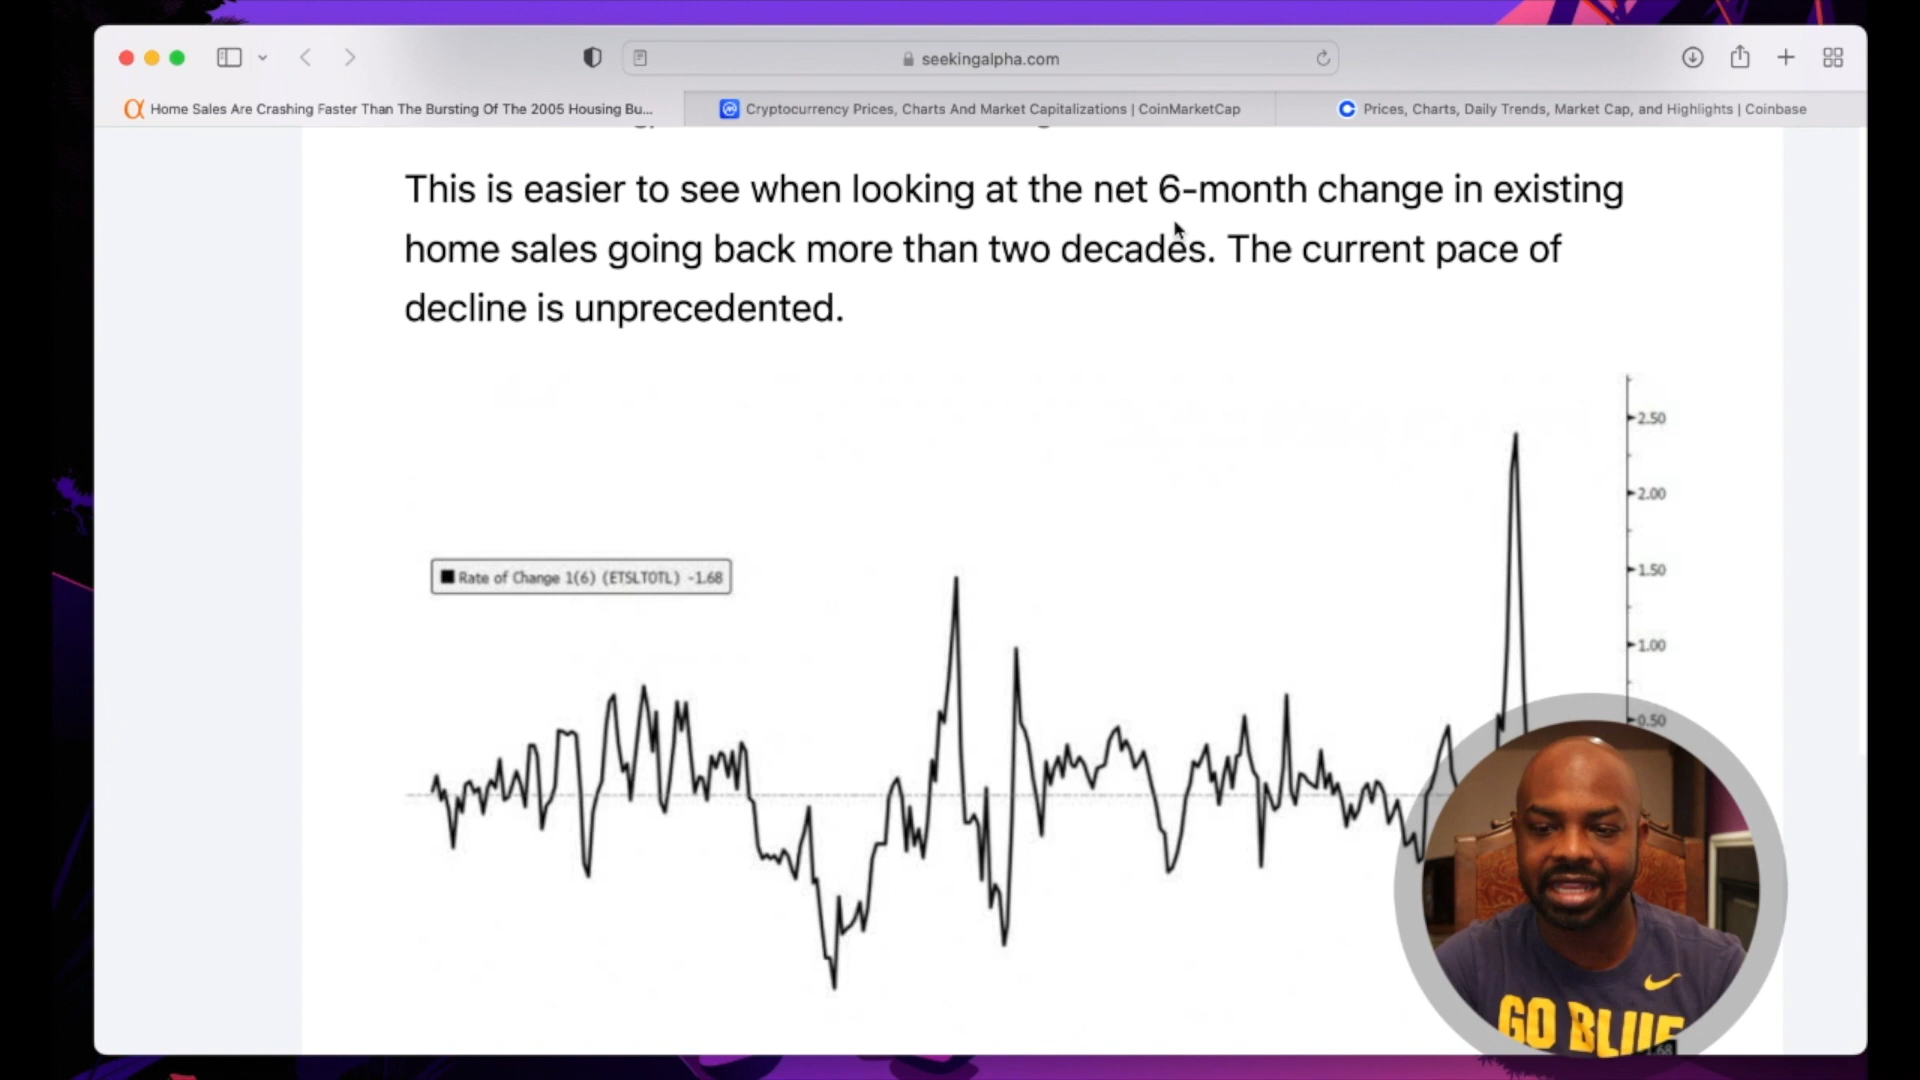 seekingalpha.com
Home Sales Are Crashing Faster Than The Bursting Of The 2005 Housing Bu...
Cryptocurrency Prices, Charts And Market Capitalizations | CoinMarketCap
Prices, Charts, Daily Trends, Market Cap, and Highlights | Coinbase
This is easier to see when looking at the net 6-month change in existing
home sales going back more than two decades. The current pace of
decline is unprecedented.
2.50
2.00
Rate of Change 1(6) (ETSLTOTL) -1.68
1.50
1.00
0.50
GO BLUE